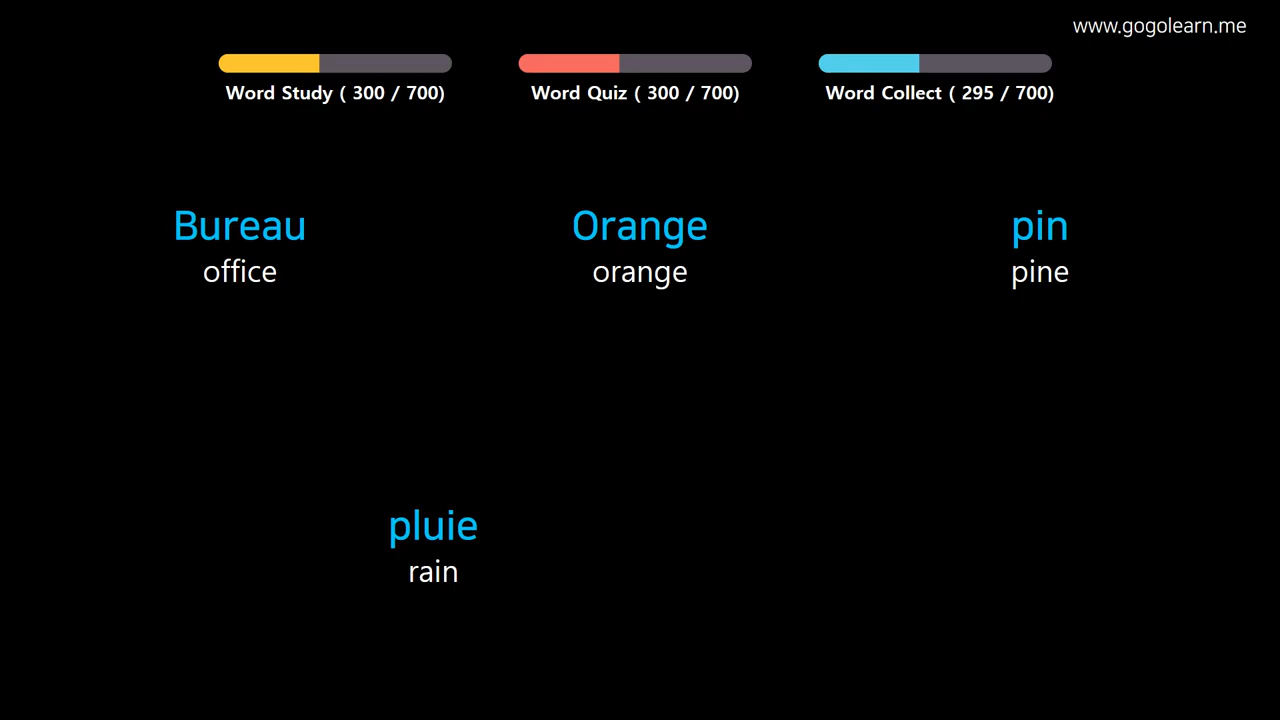 www.gogolearn.me
Word Study ( 300 / 700)
Word Quiz ( 300 / 700)
Word Collect ( 295 / 700)
Bureau
office
Orange
orange
pin
pine
pluie
rain